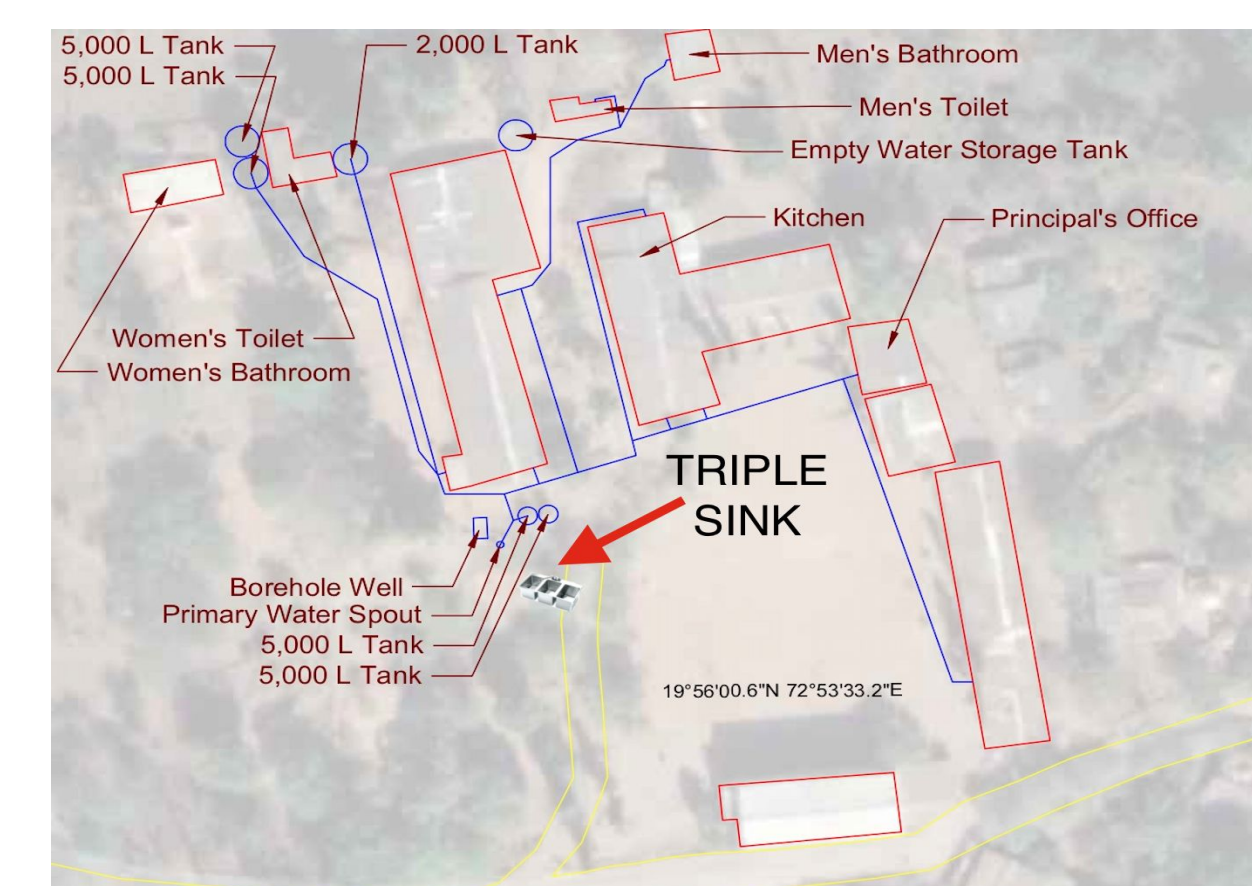 5,000 L Tank
5,000 L Tank
2,000 L Tank
Men's Bathroom
Men's Toilet
Empty Water Storage Tank
Kitchen
Principal's Office
Women's Toilet
Women's Bathroom
TRIPLE
SINK
Borehole Well
Primary Water Spout
5,000 L Tank
5,000 L Tank
19°56'00.6"N 72°53'33.2"E